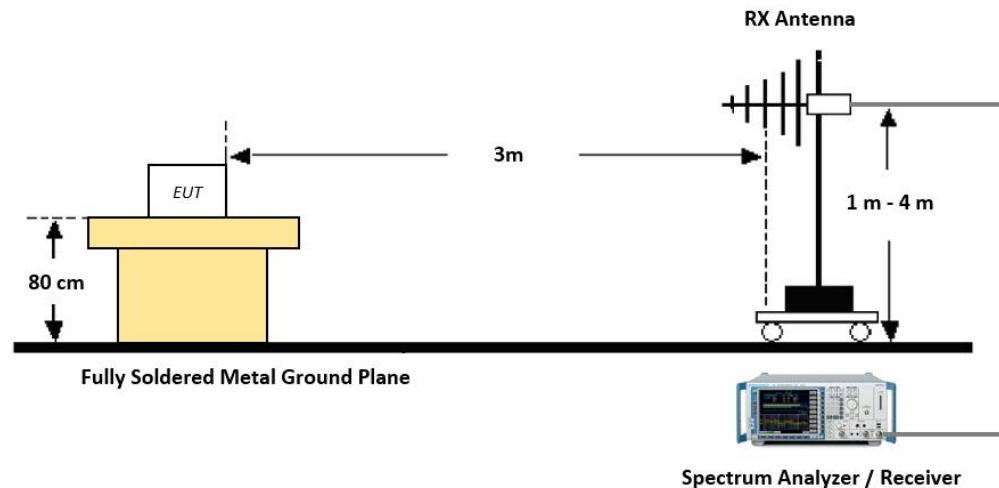 RX Antenna
3m
EUT
1 m - 4 m
80 cm
Fully Soldered Metal Ground Plane
Spectrum Analyzer / Receiver